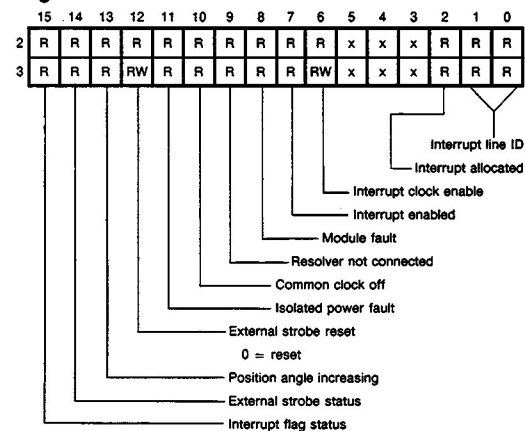 15 14 13 12 11 10 9 8 7 6 5 4 3 2 1 0
2 R R R R R R R R R R x x x R R R
3 R R R RW R R R R R RW x x x R R R
Interrupt line ID
Interrupt allocated
Interrupt clock enable
Interrupt enabled
Module fault
Resolver not connected
Common clock off
Isolated power fault
External strobe reset
0 = reset
Position angle increasing
External strobe status
Interrupt flag status